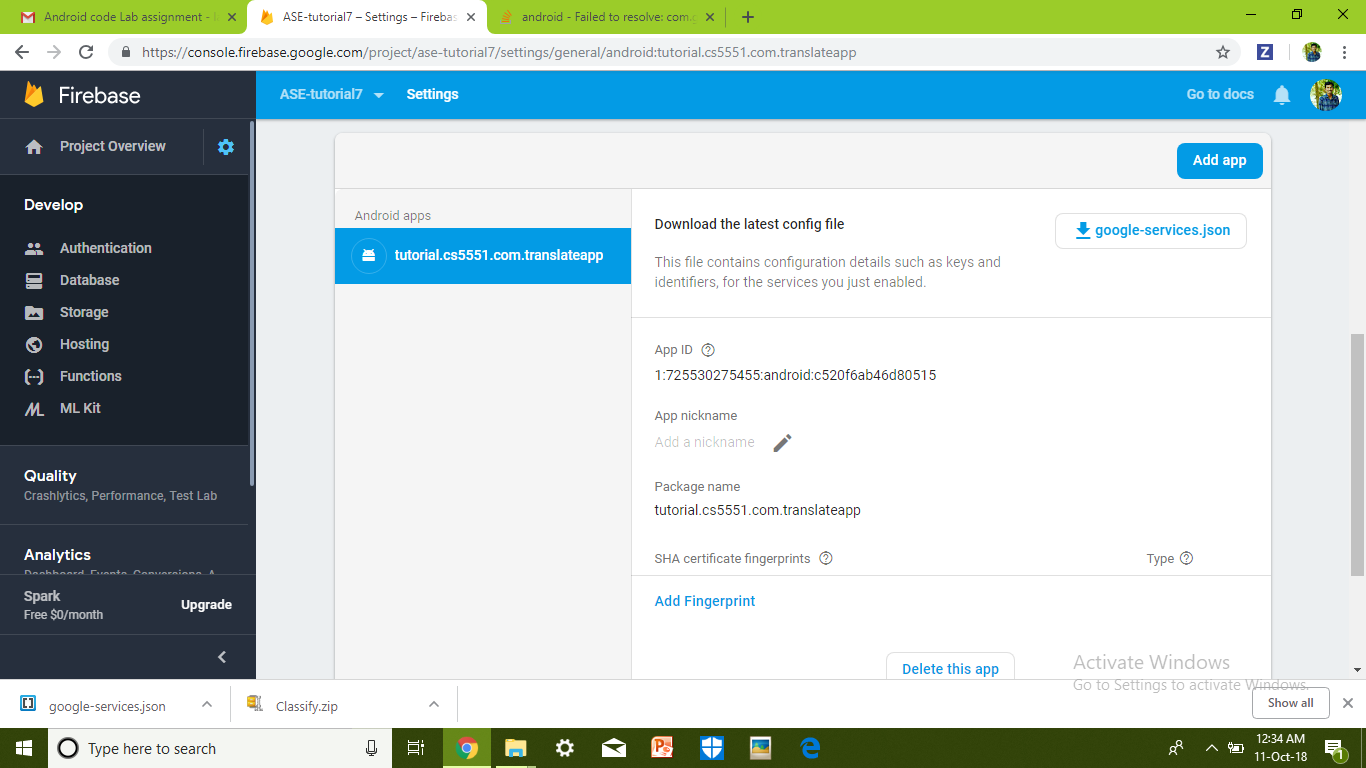 Android code Lab assignment - L
ASE-tutorial7 – Settings – Firebas
android - Failed to resolve: com.g
https://console.firebase.google.com/project/ase-tutorial7/settings/general/android:tutorial.cs5551.com.translateapp
Z
Firebase
ASE-tutorial7
Settings
Go to docs
Project Overview
Add app
Develop
Authentication
Database
Storage
Hosting
Functions
ML Kit
Quality
Crashlytics, Performance, Test Lab
Analytics
Dashboard, Events, Conversions, A
Spark
Free $0/month
Upgrade
Android apps
tutorial.cs5551.com.translateapp
Download the latest config file
google-services.json
This file contains configuration details such as keys and
identifiers, for the services you just enabled.
App ID
1:725530275455:android:c520f6ab46d80515
App nickname
Add a nickname
Package name
tutorial.cs5551.com.translateapp
SHA certificate fingerprints
Type
Add Fingerprint
Delete this app
Activate Windows
Go to Settings to activate Windows.
google-services.json
Classify.zip
Show all
Type here to search
12:34 AM
11-Oct-18
1